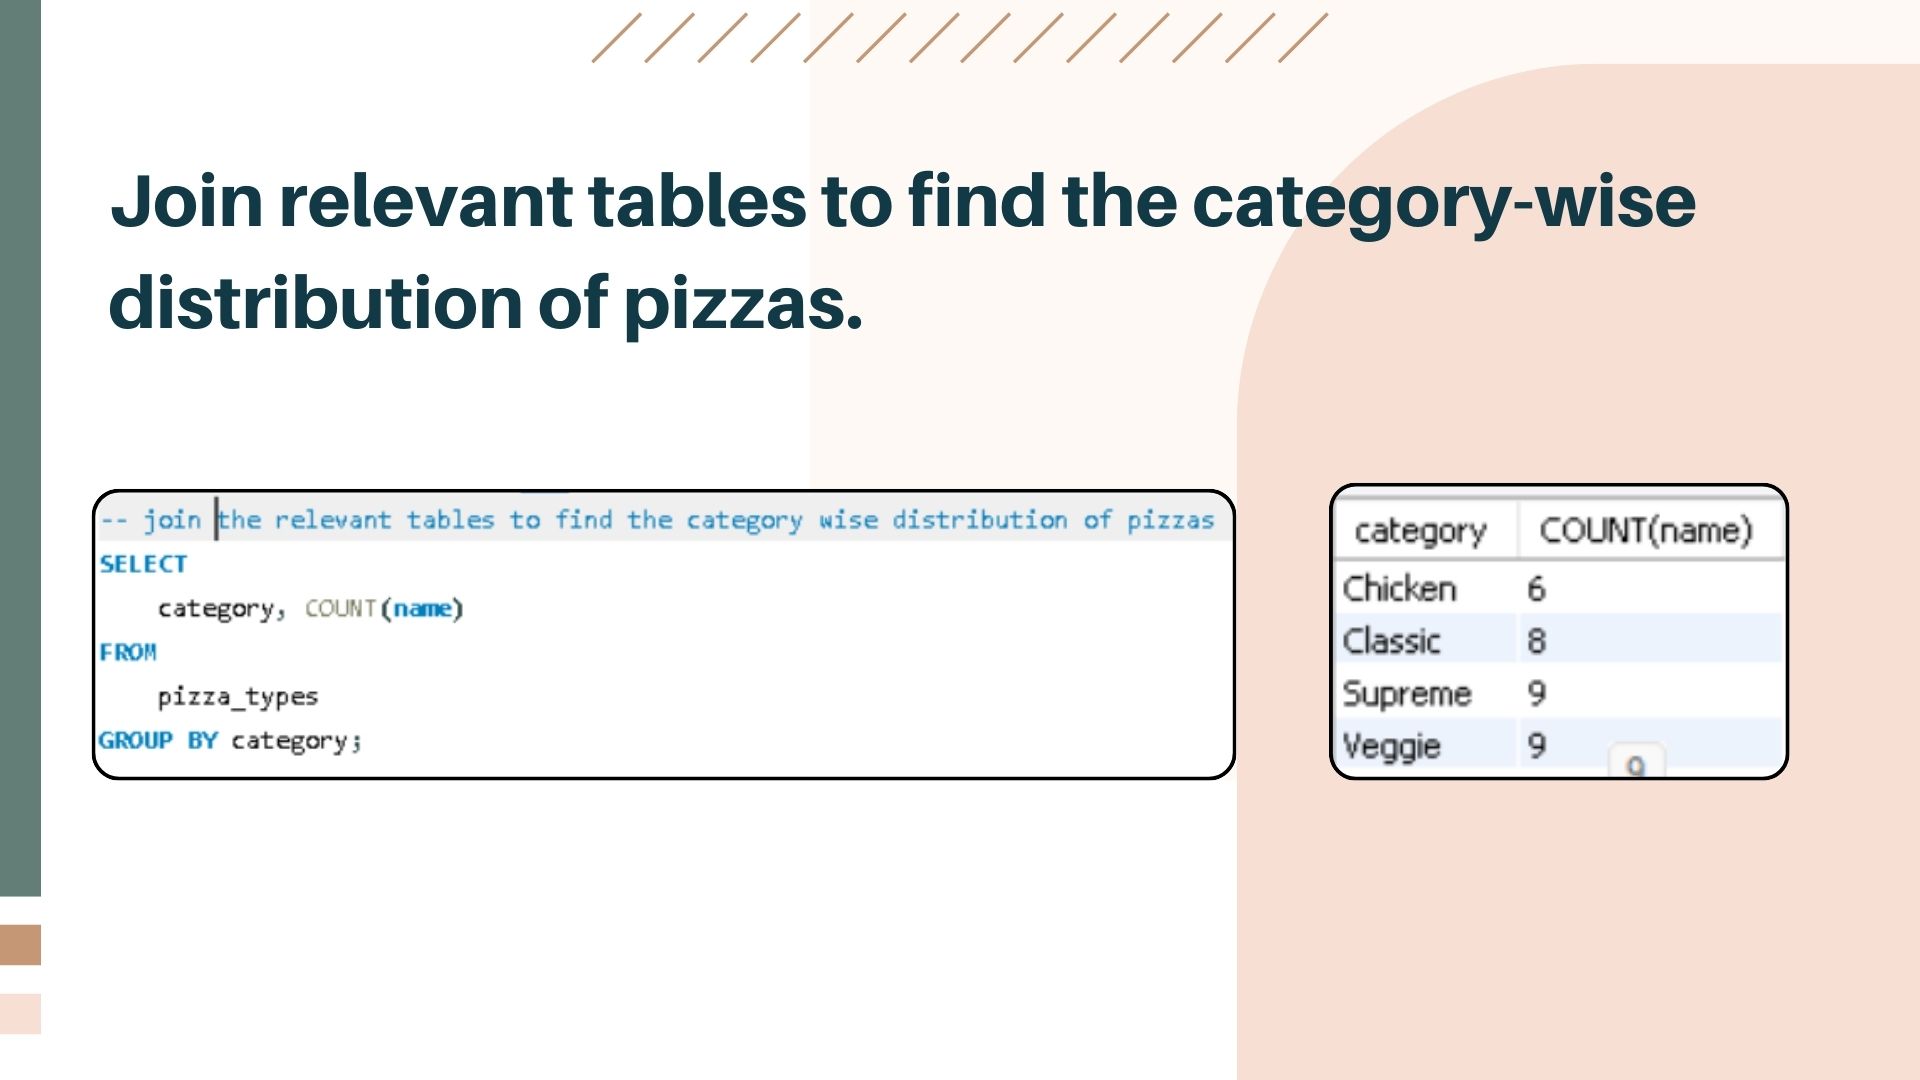 Join relevant tables to find the category-wise
distribution of pizzas.
-- join the relevant tables to find the category wise distribution of pizzas
SELECT
category, COUNT(name)
FROM
pizza_types
GROUP BY category;
category COUNT(name)
Chicken 6
Classic 8
Supreme 9
Veggie 9
9